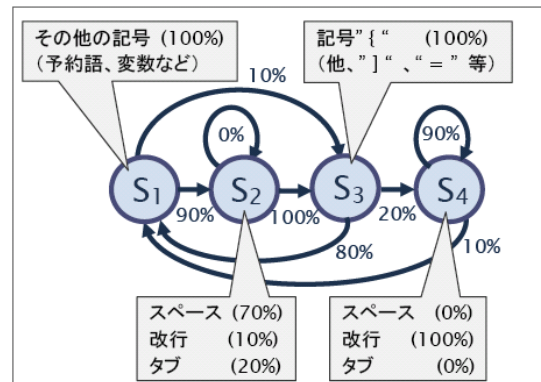 その他の記号 (100%)
(予約語、変数など)
記号" { " (100%)
(他、" ] " 、" = " 等)
10%
0%
90%
S1
S2
S3
S4
90%
100%
20%
80%
10%
スペース (70%)
改行 (10%)
タブ (20%)
スペース (0%)
改行 (100%)
タブ (0%)